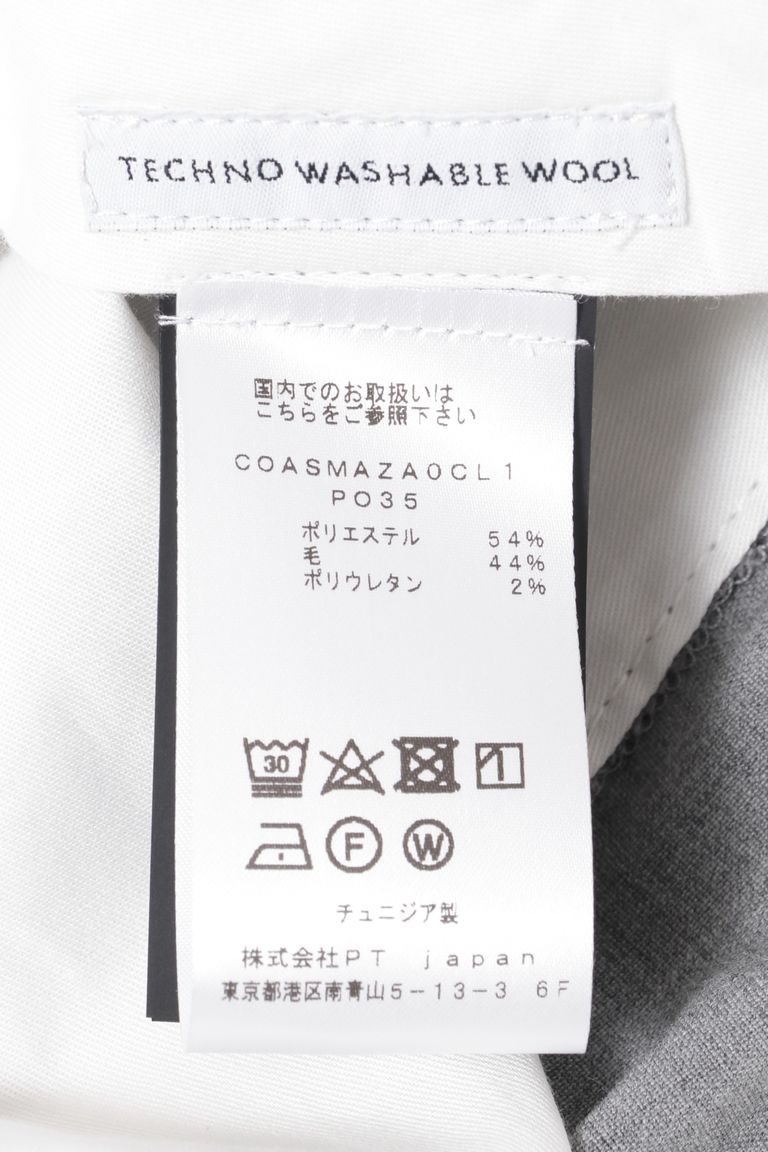 TECHNO WASHABLE WOOL
国内でのお取扱いは
こちらをご参照下さい
COASMAZA0CL1
PO35
ポリエステル 54%
毛 44%
ポリウレタン 2%
30
F W
チュニジア製
株式会社PT japan
東京都港区南青山5-13-3 6F